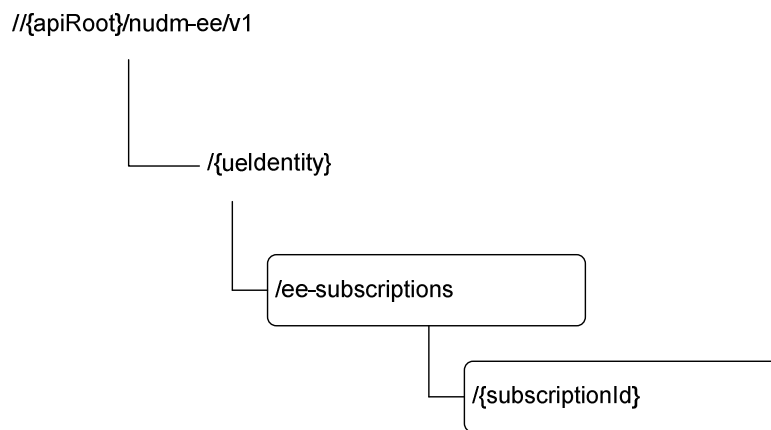 //{apiRoot}/nudm-ee/v1
/{ueIdentity}
/ee-subscriptions
/{subscriptionId}